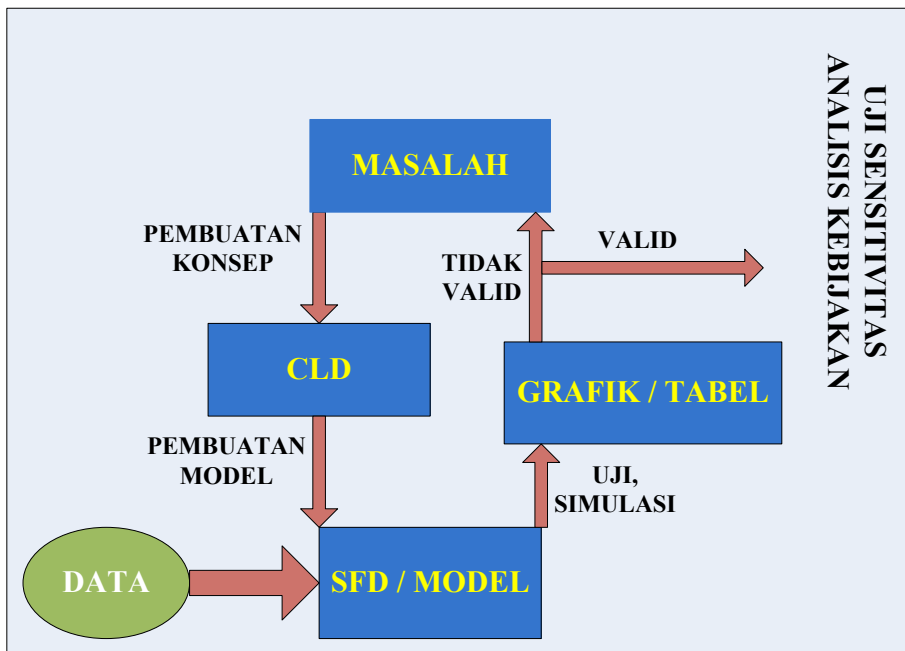 MASALAH
PEMBUATAN
KONSEP
TIDAK
VALID
VALID
CLD
GRAFIK / TABEL
PEMBUATAN
MODEL
UJI,
SIMULASI
DATA
SFD / MODEL
UJI SENSITIVITAS
ANALISIS KEBIJAKAN